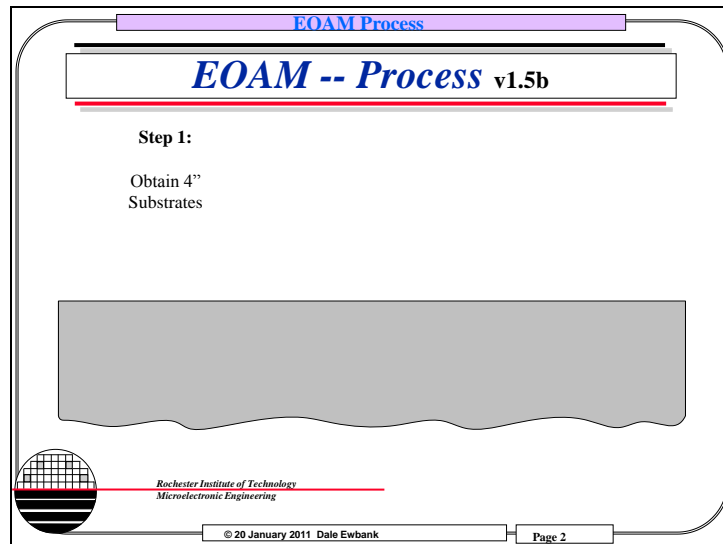 EOAM Process
EOAM -- Process v1.5b
Step 1:
Obtain 4”
Substrates
Rochester Institute of Technology
Microelectronic Engineering
© 20 January 2011 Dale Ewbank
Page 2